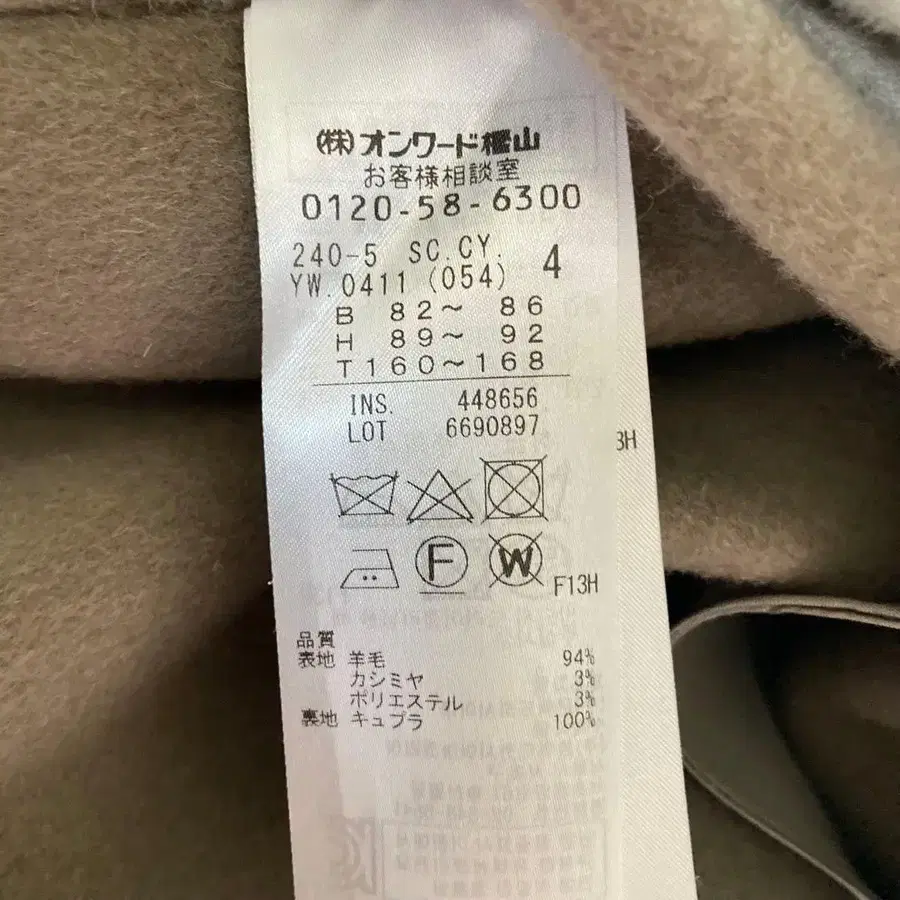 (株)オンワード樫山
お客様相談室
0120-58-6300
240-5 SC.CY. 4
YW.0411(054)
B 82～ 86
H 89～ 92
T160～168
INS. 448656
LOT 6690897
3H
F
W
F13H
品質
表地 羊毛 94%
カシミヤ 3%
ポリエステル 3%
裏地 キュプラ 100%